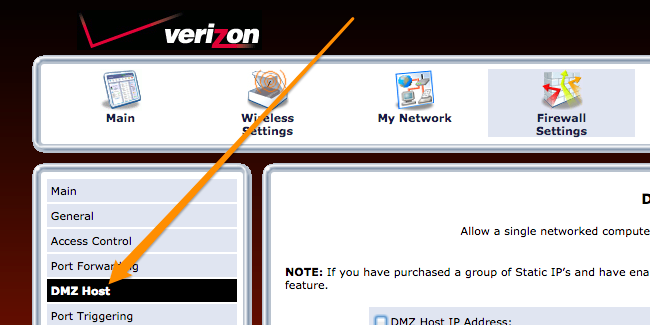 verizon
Main
Wireless Settings
My Network
Firewall Settings
Main
General
Access Control
Port Forwarding
DMZ Host
Port Triggering
D
Allow a single networked compute
NOTE: If you have purchased a group of Static IP's and have ena
feature.
DMZ Host IP Address: